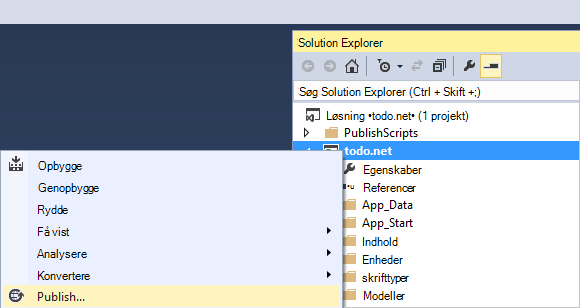 Solution Explorer
Søg Solution Explorer (Ctrl + Skift +;)
Løsning •todo.net• (1 projekt)
PublishScripts
todo.net
Egenskaber
Referencer
App_Data
App_Start
Indhold
Enheder
skrifttyper
Modeller
Opbygge
Genopbygge
Rydde
Få vist
Analysere
Konvertere
Publish...